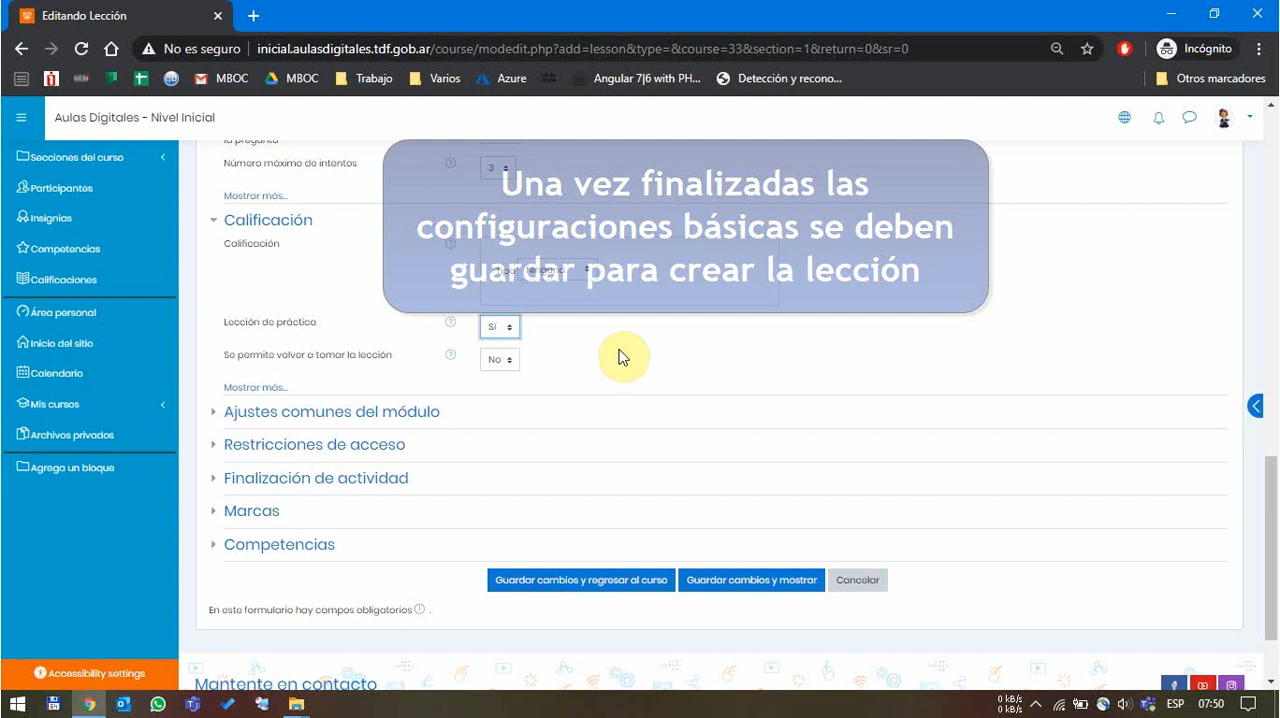 Editando Lección
No es seguro
inicial.aulasdigitales.tdf.gob.ar/course/modedit.php?add=lesson&type=&course=33&section=1&return=0&sr=0
Incógnito
MBOC
MBOC
Trabajo
Varios
Azure
Angular 7|6 with PH...
Detección y recono...
Otros marcadores
Aulas Digitales - Nivel Inicial
Secciones del curso
Participantes
Insignias
Competencias
Calificaciones
Área personal
Inicio del sitio
Calendario
Mis cursos
Archivos privados
Agrega un bloque
Accessibility settings
la pregunta
Número máximo de intentos
3
Mostrar más...
Calificación
Calificación
Una vez finalizadas las
configuraciones básicas se deben
guardar para crear la lección
Lección de práctica
Sí
Se permite volver a tomar la lección
No
Mostrar más...
Ajustes comunes del módulo
Restricciones de acceso
Finalización de actividad
Marcas
Competencias
Guardar cambios y regresar al curso
Guardar cambios y mostrar
Cancelar
En este formulario hay campos obligatorios .
Mantente en contacto
0 kB/s
0 kB/s
ESP
07:50